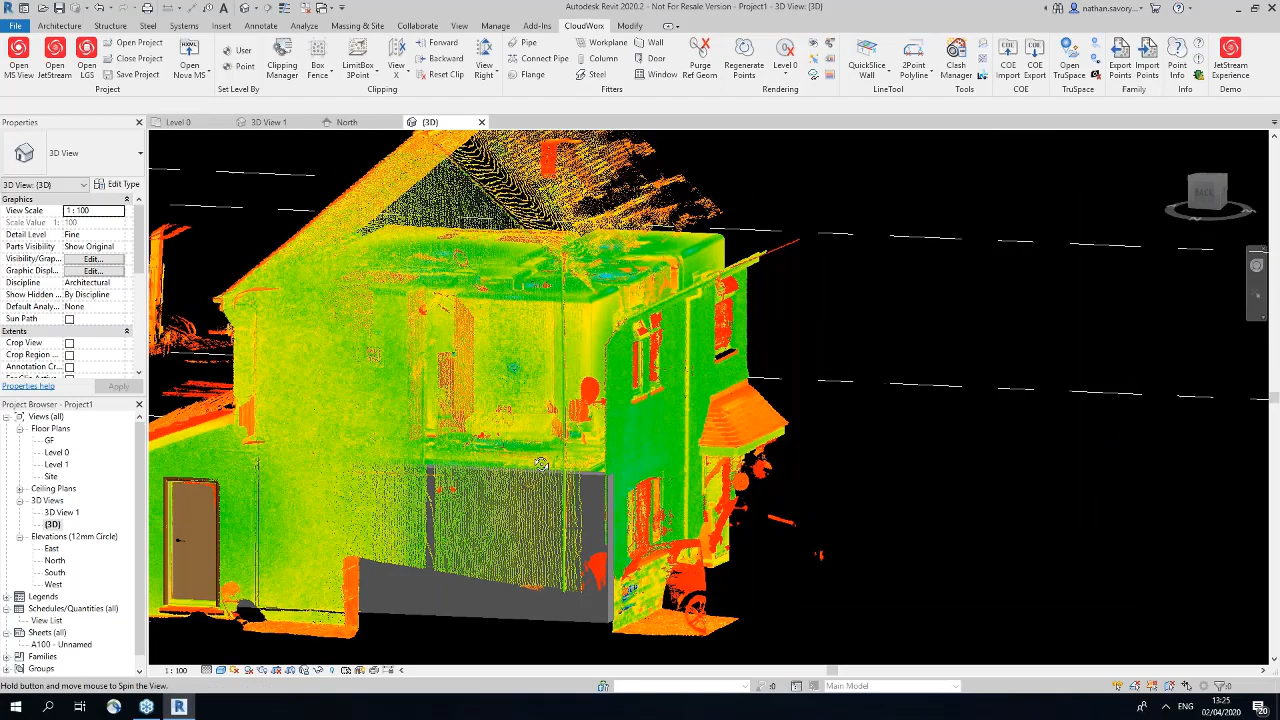 Autodesk Revit 2020.2 - Not For Resale Version - Project1 - 3D View: {3D}
nathan.savory...
File Architecture Structure Systems Insert Annotate Analyze Massing & Site Collaborate View Manage Add-Ins CloudWorx Modify
Open MS View
Open JetStream
Open LGS
Open Project
Close Project
Save Project
Open Nova MS
User
Point
Clipping Manager
Box Fence
LimitBox 3Point
View X
Forward
Backward
Reset Clip
View Right
Pipe
Connect Pipe
Flange
Workplane
Column
Steel
Wall
Door
Window
Purge Ref Geom
Regenerate Points
Level 0
QuickSlice Wall
2Point Polyline
Clash Manager
COE Import
COE Export
Open TruSpace
Export Points
Import Points
Point Info
JetStream Experience
Project Set Level By Clipping Fitters Rendering LineTool Tools COE TruSpace Family Info Demo
Properties
Level 0
3D View 1
North
{3D}
3D View
3D View: {3D} Edit Type
Graphics
View Scale 1 : 100
Scale Value 1: 100
Detail Level Fine
Parts Visibility Show Original
Visibility/Grap... Edit...
Graphic Displ... Edit...
Discipline Architectural
Show Hidden ... By Discipline
Default Analy... None
Sun Path
Extents
Crop View
Crop Region ...
Annotation Cr...
Properties help Apply
Project Browser - Project1
Views (all)
Floor Plans
GF
Level 0
Level 1
Site
Ceiling Plans
3D Views
3D View 1
{3D}
Elevations (12mm Circle)
East
North
South
West
Legends
Schedules/Quantities (all)
View List
Sheets (all)
A100 - Unnamed
Families
Groups
BACK
1 : 100
Hold button and move mouse to Spin the View.
:0
Main Model
:0
ENG
13:25
02/04/2020
20